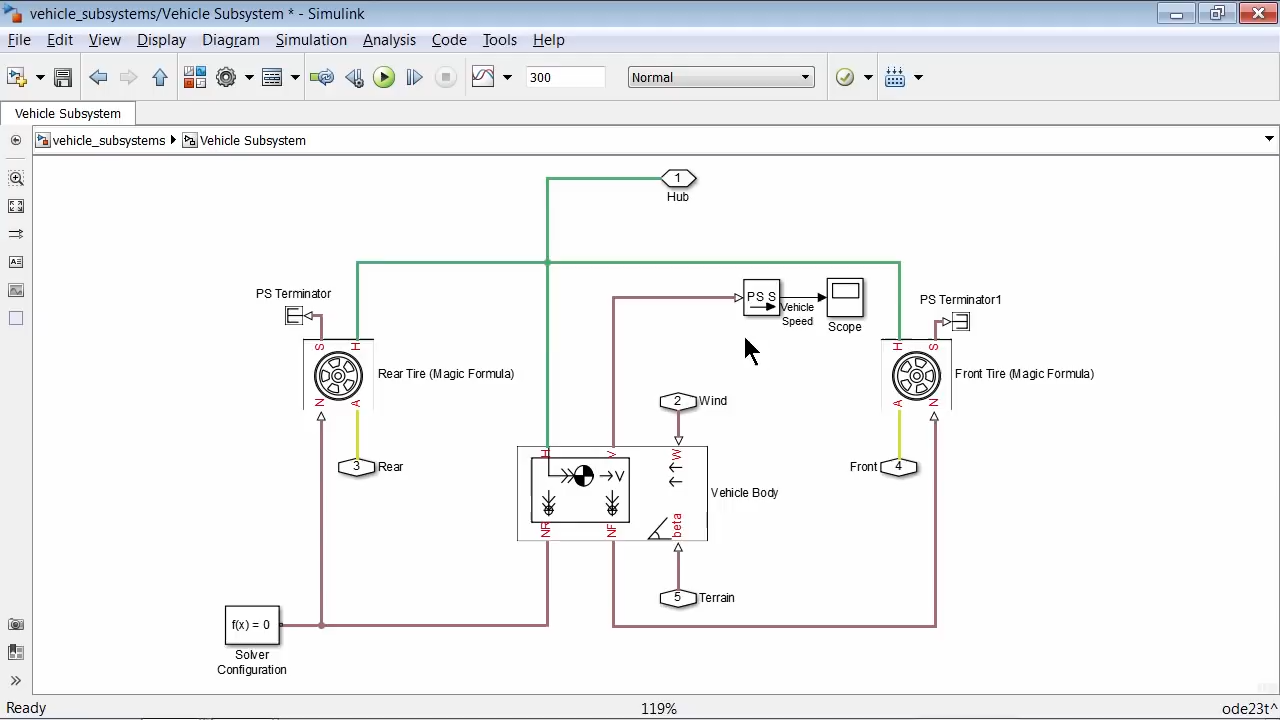 vehicle_subsystems/Vehicle Subsystem * - Simulink
File Edit View Display Diagram Simulation Analysis Code Tools Help
300
Normal
Vehicle Subsystem
vehicle_subsystems Vehicle Subsystem
1
Hub
PS Terminator
PS S
Vehicle
Speed
Scope
PS Terminator1
S H
Rear Tire (Magic Formula)
N A
3 Rear
H S
Front Tire (Magic Formula)
A N
Front 4
2 Wind
H V W
V
Vehicle Body
NR NF beta
5 Terrain
f(x) = 0
Solver
Configuration
Ready
119%
ode23t^